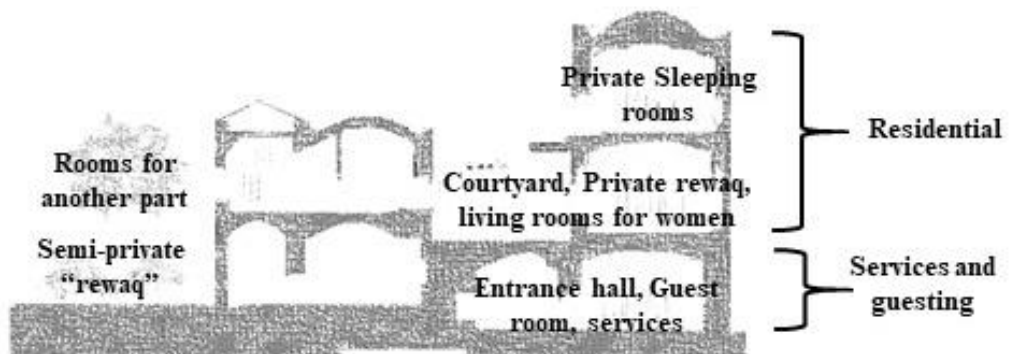 Private Sleeping
rooms
Residential
Rooms for
another part
Courtyard, Private rewaq,
living rooms for women
Semi-private
“rewaq”
Services and
guesting
Entrance hall, Guest
room, services